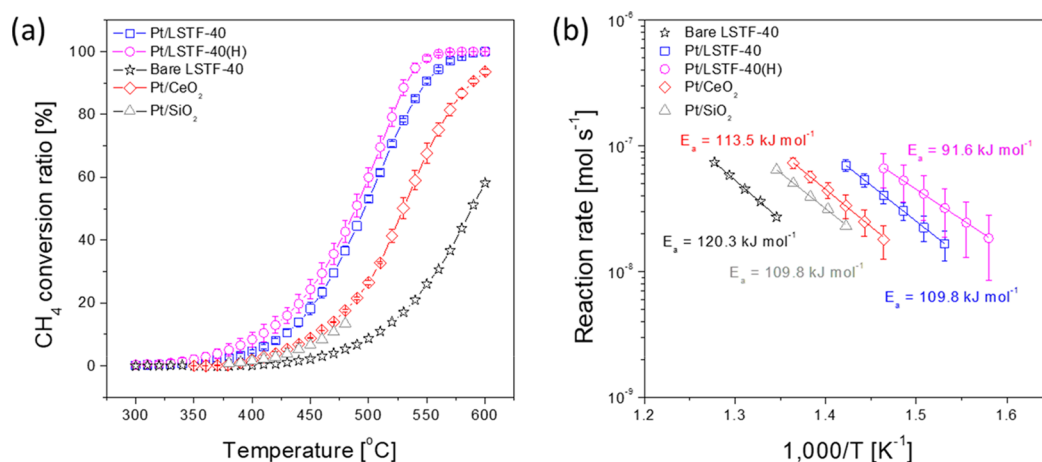 (a)
Pt/LSTF-40
Pt/LSTF-40(H)
Bare LSTF-40
Pt/CeO₂
Pt/SiO₂
CH₄ conversion ratio [%]
100
80
60
40
20
0
300 350 400 450 500 550 600
Temperature [°C]
(b)
Bare LSTF-40
Pt/LSTF-40
Pt/LSTF-40(H)
Pt/CeO₂
Pt/SiO₂
Eₐ = 113.5 kJ mol⁻¹
Eₐ = 91.6 kJ mol⁻¹
Eₐ = 120.3 kJ mol⁻¹
Eₐ = 109.8 kJ mol⁻¹
Eₐ = 109.8 kJ mol⁻¹
Reaction rate [mol s⁻¹]
10⁻⁶
10⁻⁷
10⁻⁸
10⁻⁹
1.2 1.3 1.4 1.5 1.6
1,000/T [K⁻¹]